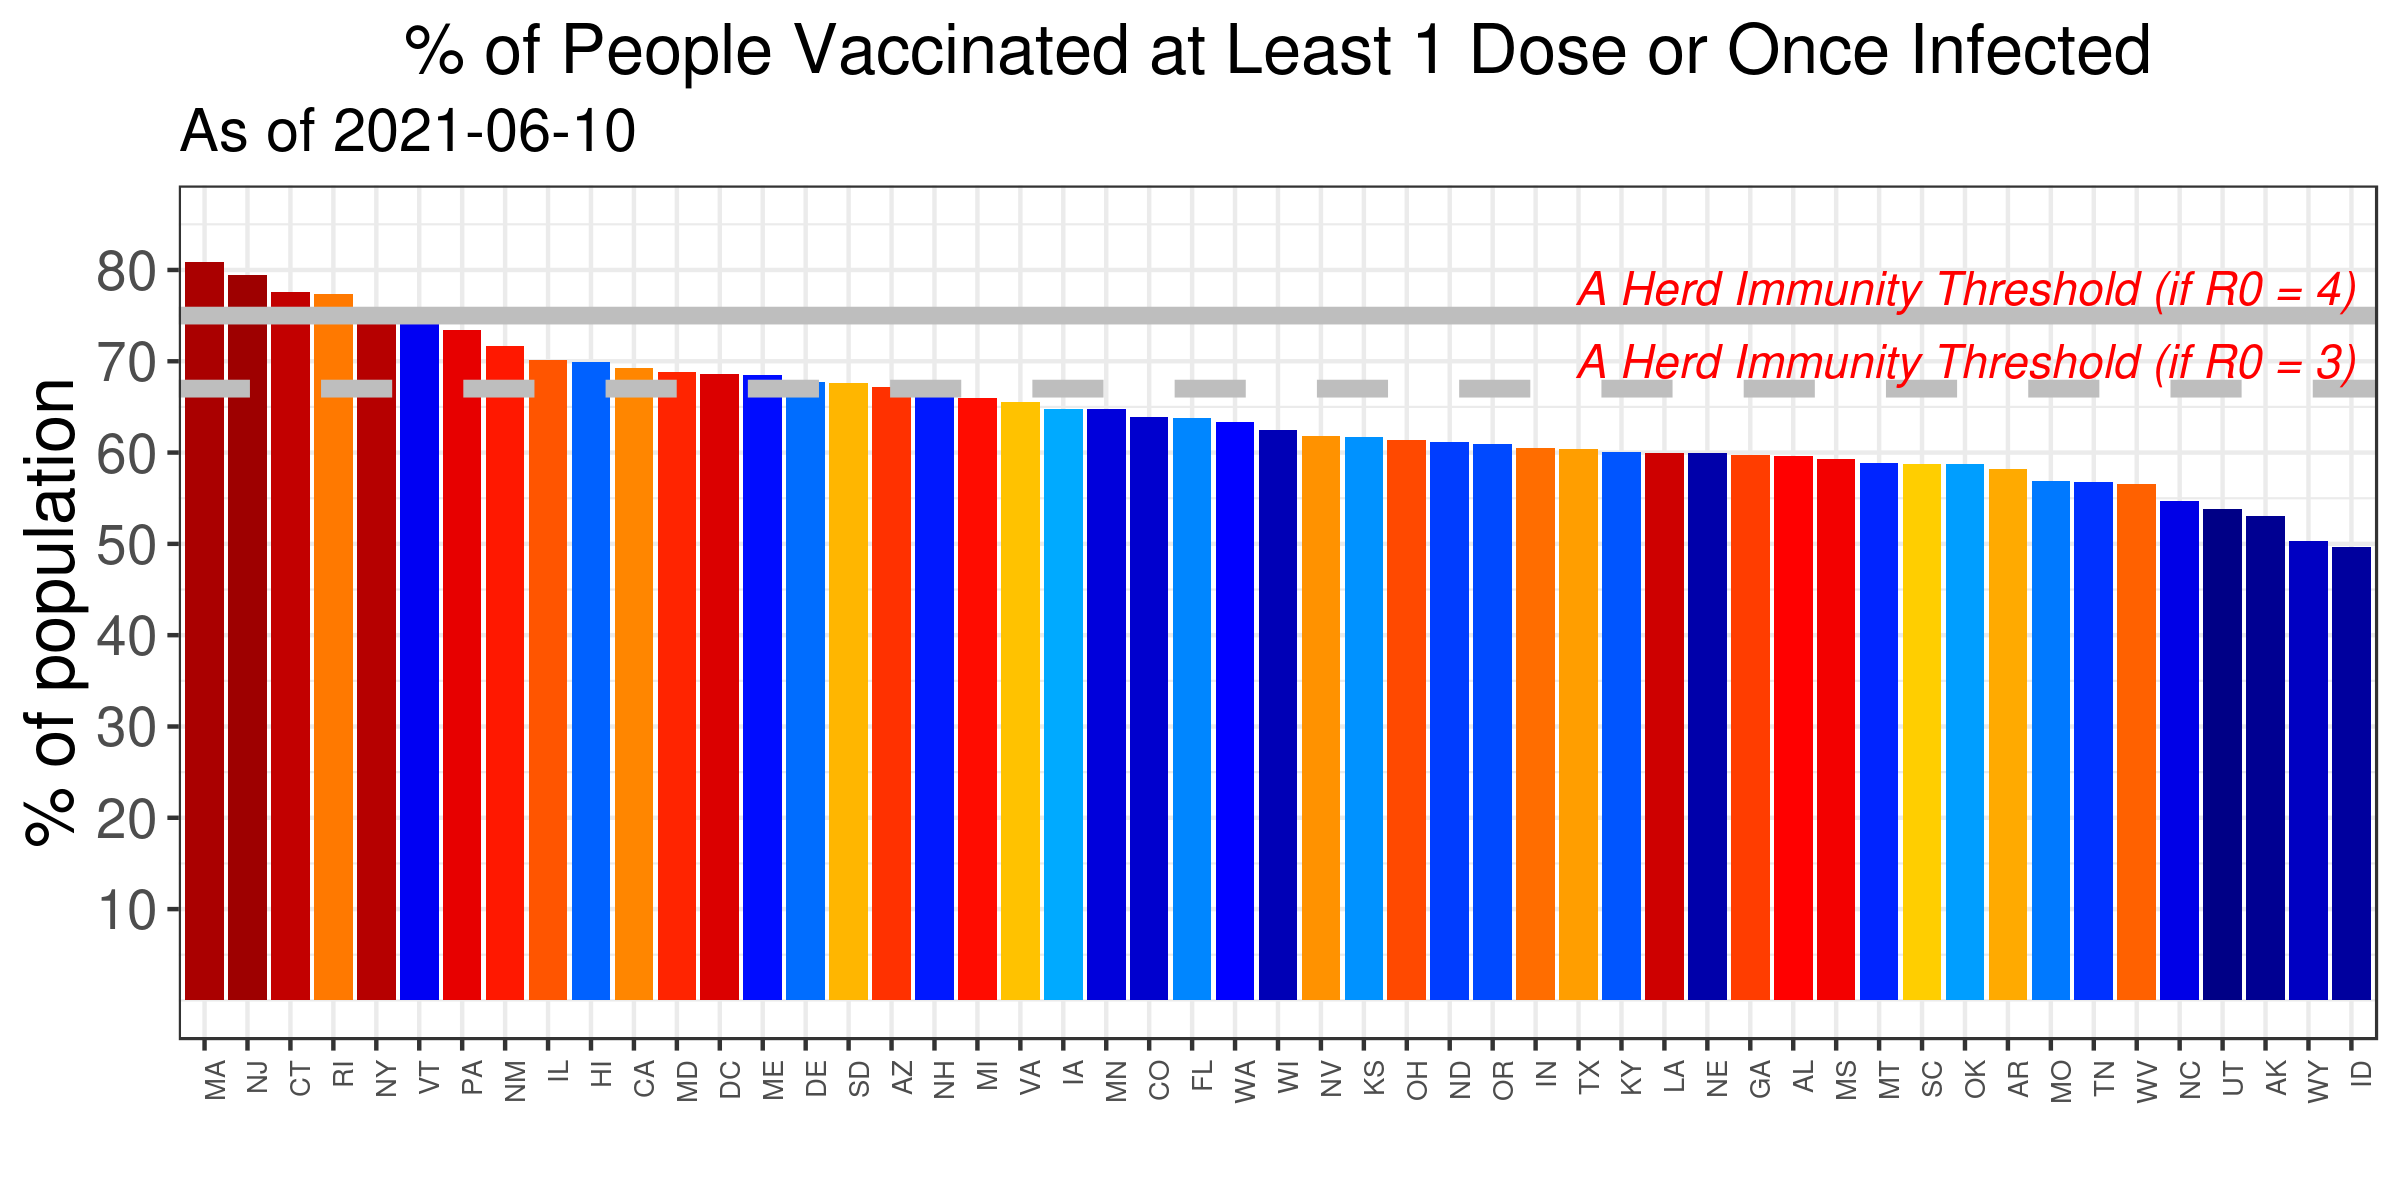 % of People Vaccinated at Least 1 Dose or Once Infected
As of 2021-06-10
% of population
80
70
60
50
40
30
20
10
A Herd Immunity Threshold (if R0 = 4)
A Herd Immunity Threshold (if R0 = 3)
MA NJ CT RI NY VT PA NM IL HI CA MD DC ME DE SD AZ NH MI VA IA MN CO FL WA WI NV KS OH ND OR IN TX KY LA NE GA AL MS MT SC OK AR MO TN WV NC UT AK WY ID